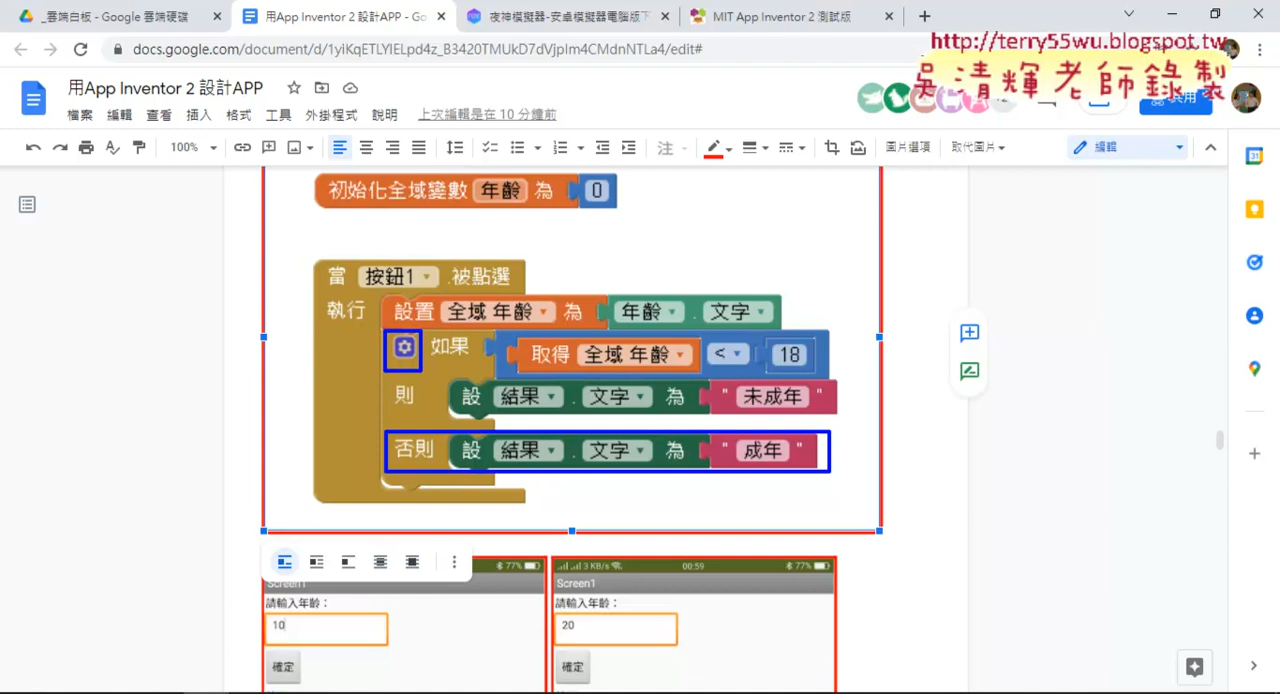 _雲端白板 - Google 雲端硬碟
用App Inventor 2 設計APP - Go
夜神模擬器-安卓模擬器電腦版下
MIT App Inventor 2 測試版
docs.google.com/document/d/1yiKqETLYIELpd4z_B3420TMUkD7dVjpIm4CMdnNTLa4/edit#
http://terry55wu.blogspot.tw
吳清輝老師錄製
用App Inventor 2 設計APP
共用
檔案 編輯 查看 插入 格式 工具 外掛程式 說明 上次編輯是在 10 分鐘前
100% 注 圖片選項 取代圖片 編輯
初始化全域變數 年齡 為 0
當 按鈕1 .被點選
執行 設置 全域 年齡 為 年齡 . 文字
如果 取得 全域 年齡 < 18
則 設 結果 . 文字 為 " 未成年 "
否則 設 結果 . 文字 為 " 成年 "
77%
3 KB/s 00:59 77%
Screen1
Screen1
請輸入年齡：
請輸入年齡：
10
20
確定
確定
31